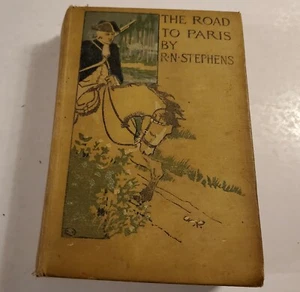 THE ROAD
TO PARIS
BY
R·N·STEPHENS